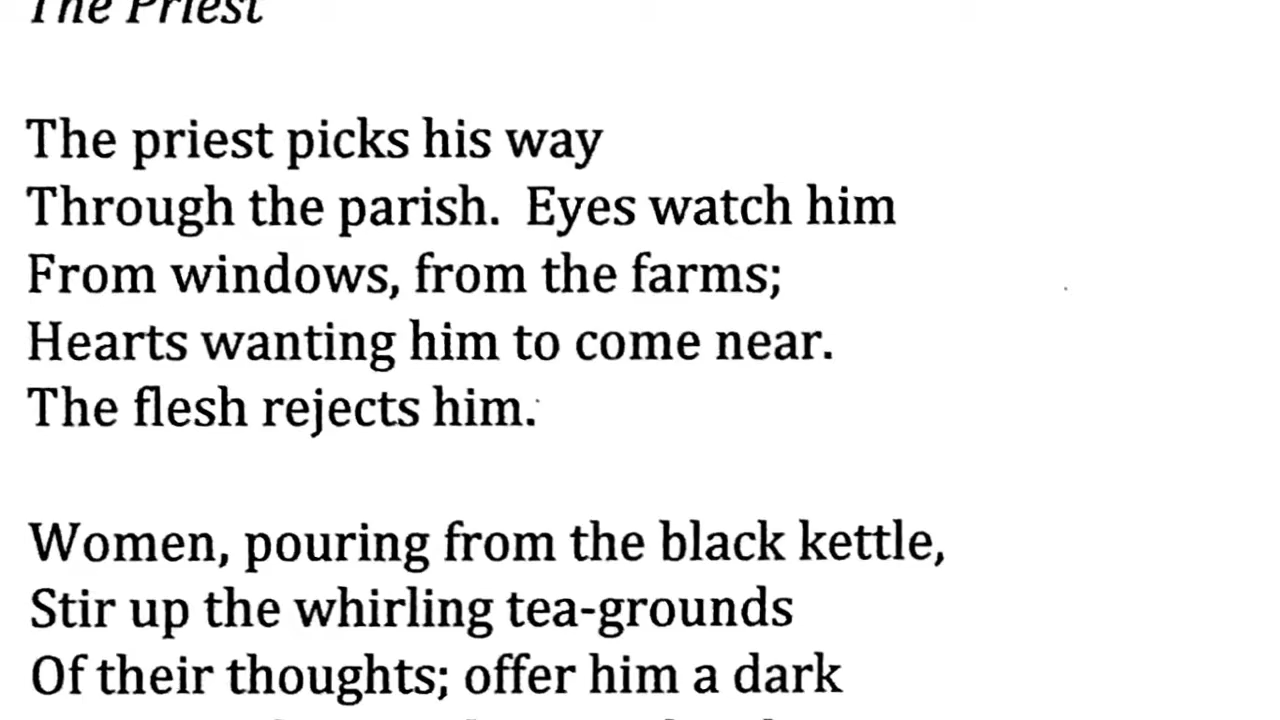 The Priest
The priest picks his way
Through the parish.  Eyes watch him
From windows, from the farms;
Hearts wanting him to come near.
The flesh rejects him.
Women, pouring from the black kettle,
Stir up the whirling tea-grounds
Of their thoughts; offer him a dark